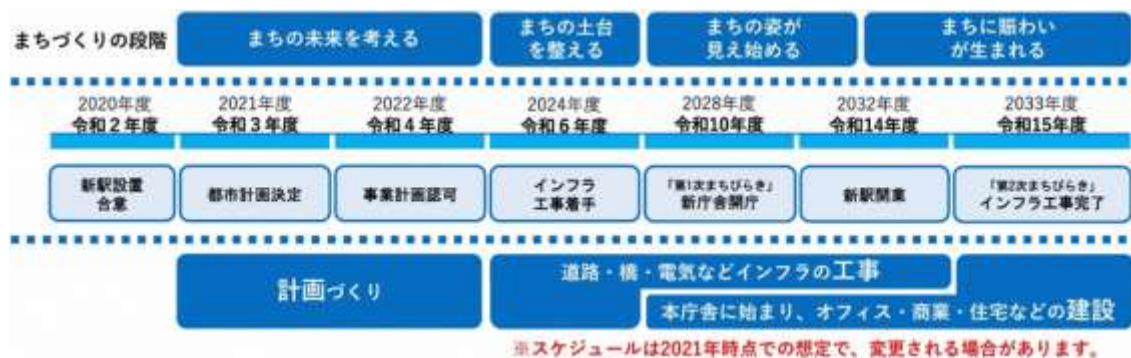 まちづくりの段階
まちの未来を考える
まちの土台
を整える
まちの姿が
見え始める
まちに賑わい
が生まれる
2020年度
令和2年度
2021年度
令和3年度
2022年度
令和4年度
2024年度
令和6年度
2028年度
令和10年度
2032年度
令和14年度
2033年度
令和15年度
新駅設置
合意
都市計画決定
事業計画認可
インフラ
工事着手
「第1次まちびらき」
新庁舎開庁
新駅開業
「第2次まちびらき」
インフラ工事完了
計画づくり
道路・橋・電気などインフラの工事
本庁舎に始まり、オフィス・商業・住宅などの建設
※スケジュールは2021年時点での想定で、変更される場合があります。